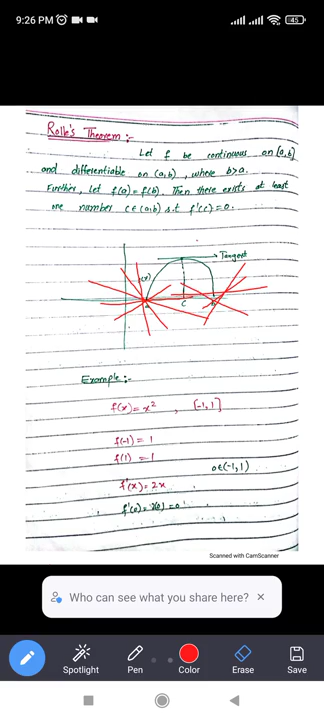 9:26 PM
45
Rolle's Theorem :-
Let f be continuous on [a,b]
and differentiable on (a,b), where b>a.
Further, Let f(a) = f(b). Then there exists at least
one number c∈(a,b) s.t f'(c)=0.
Tangent
f(x)
a c b
Example :-
f(x) = x² , [-1,1]
f(-1) = 1
f(1) = 1
0∈(-1,1)
f'(x) = 2x
f'(0) = 2(0) = 0
Scanned with CamScanner
Who can see what you share here? ×
Spotlight Pen Color Erase Save